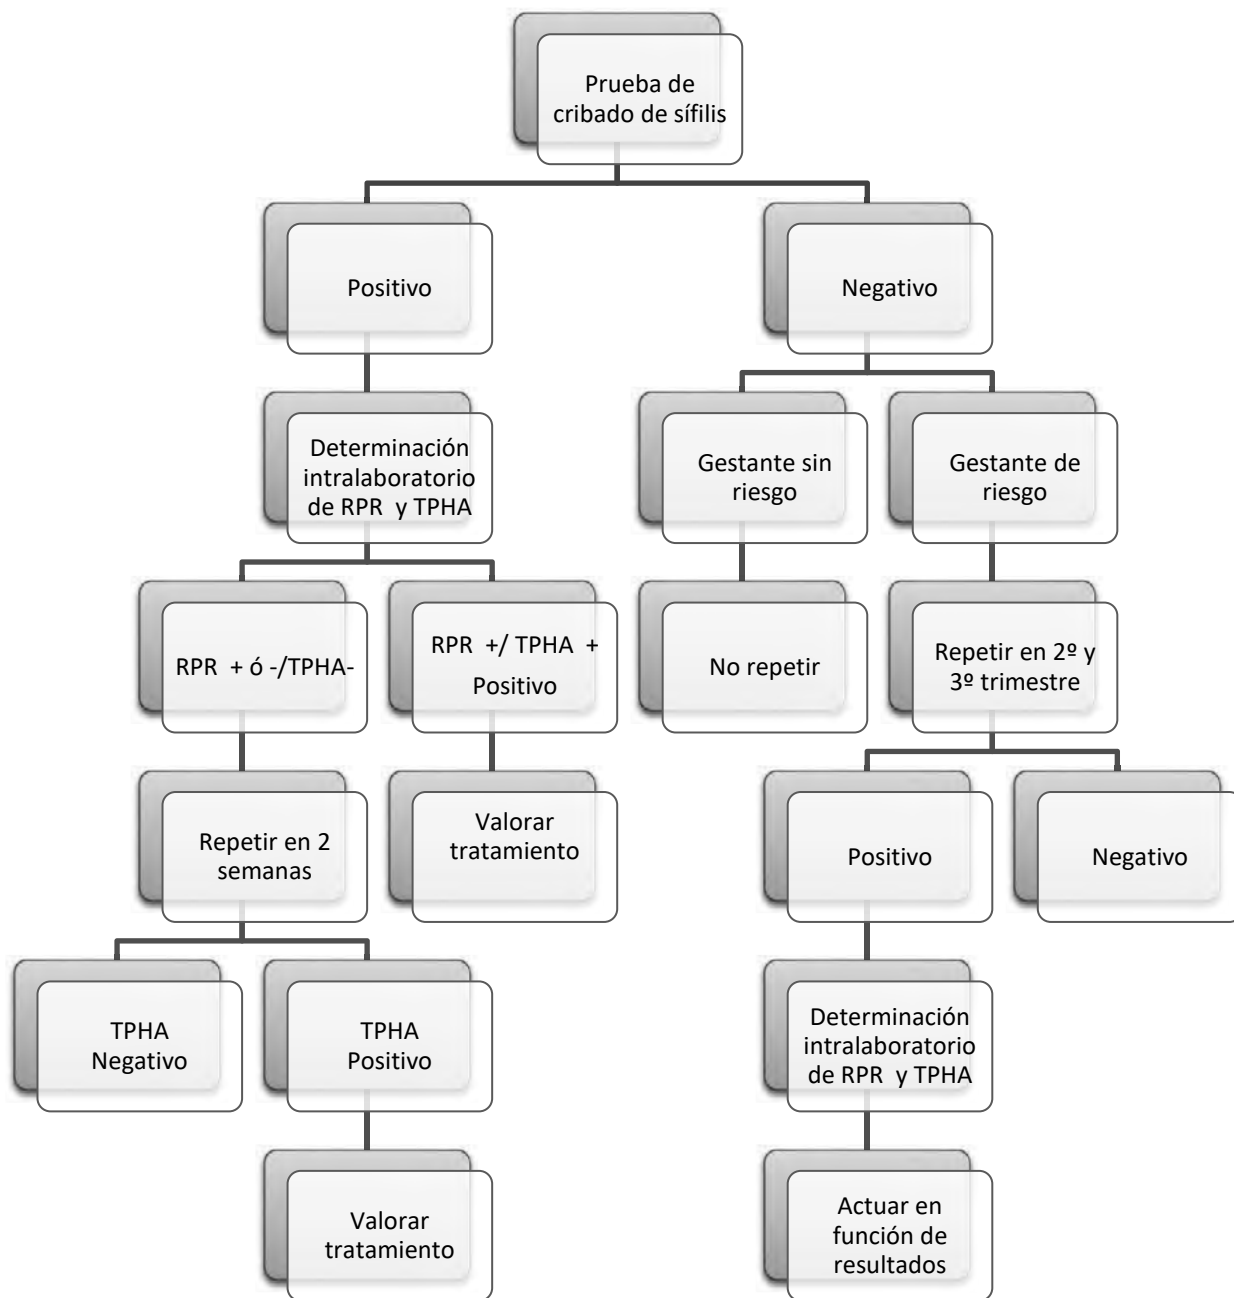 Prueba de
cribado de sífilis
Positivo
Negativo
Determinación
intralaboratorio
de RPR y TPHA
Gestante sin
riesgo
Gestante de
riesgo
RPR + ó -/TPHA-
RPR +/ TPHA +
Positivo
No repetir
Repetir en 2º y
3º trimestre
Repetir en 2
semanas
Valorar
tratamiento
Positivo
Negativo
TPHA
Negativo
TPHA
Positivo
Determinación
intralaboratorio
de RPR y TPHA
Valorar
tratamiento
Actuar en
función de
resultados